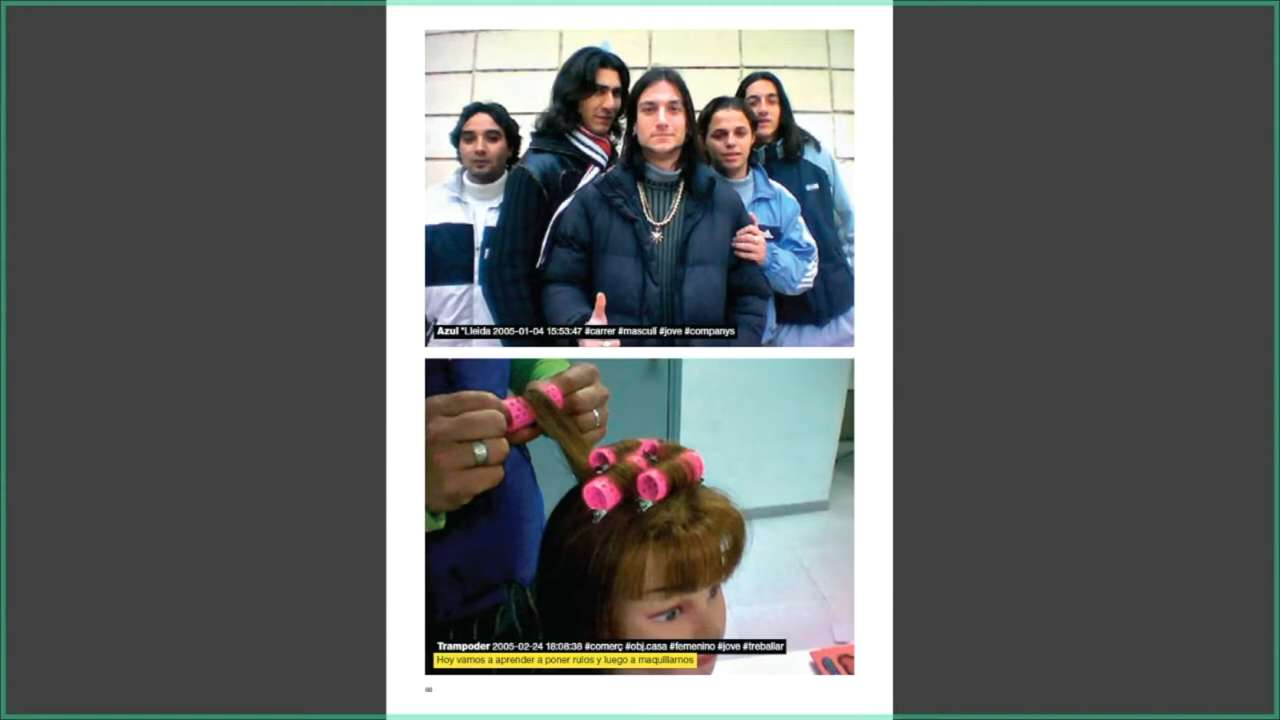 Azul *Lleida 2005-01-04 15:53:47 #carrer #masculí #jove #companys
Trampoder 2005-02-24 18:08:38 #comerç #obj.casa #femenino #jove #treballar
Hoy vamos a aprender a poner rulos y luego a maquillarnos